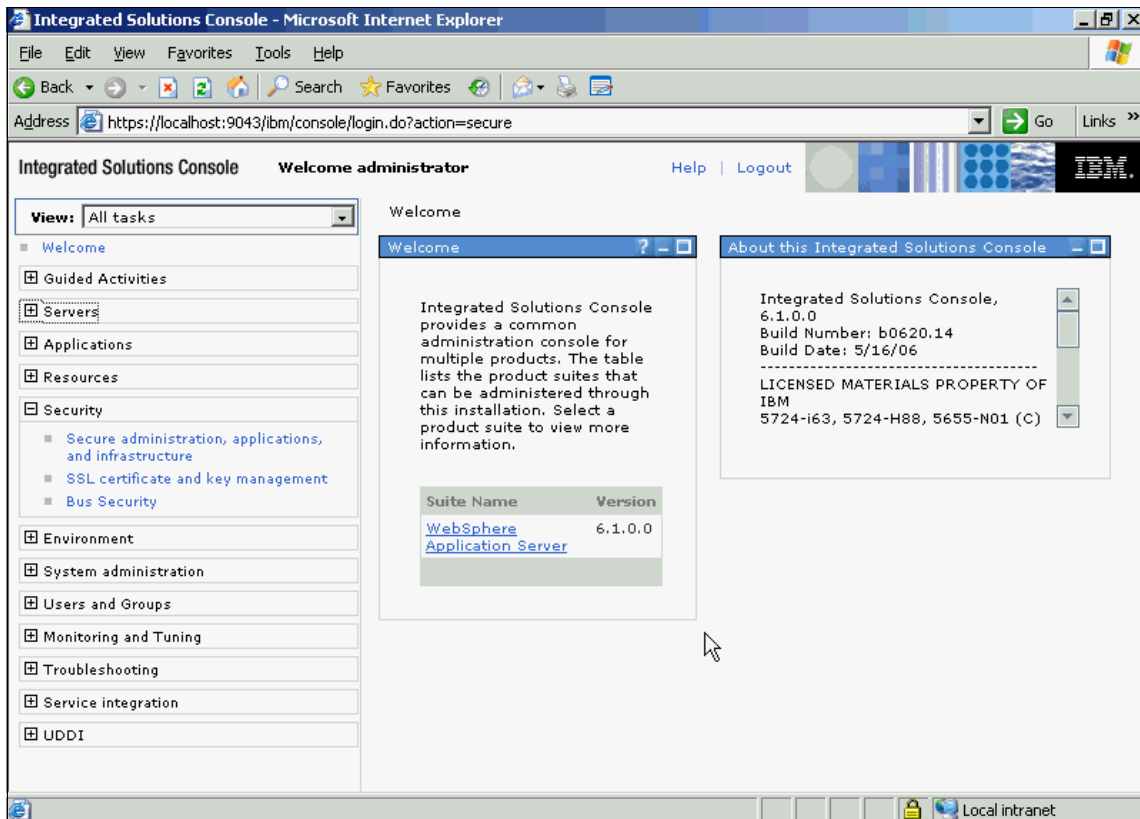 Integrated Solutions Console - Microsoft Internet Explorer
File Edit View Favorites Tools Help
Back Search Favorites
Address https://localhost:9043/ibm/console/login.do?action=secure Go Links »
Integrated Solutions Console Welcome administrator Help | Logout IBM.
View: All tasks
Welcome
Guided Activities
Servers
Applications
Resources
Security
Secure administration, applications,
and infrastructure
SSL certificate and key management
Bus Security
Environment
System administration
Users and Groups
Monitoring and Tuning
Troubleshooting
Service integration
UDDI
Welcome
Welcome ?
Integrated Solutions Console
provides a common
administration console for
multiple products. The table
lists the product suites that
can be administered through
this installation. Select a
product suite to view more
information.
Suite Name Version
WebSphere 6.1.0.0
Application Server
About this Integrated Solutions Console
Integrated Solutions Console,
6.1.0.0
Build Number: b0620.14
Build Date: 5/16/06
----------------------------------------
LICENSED MATERIALS PROPERTY OF
IBM
5724-i63, 5724-H88, 5655-N01 (C)
Local intranet